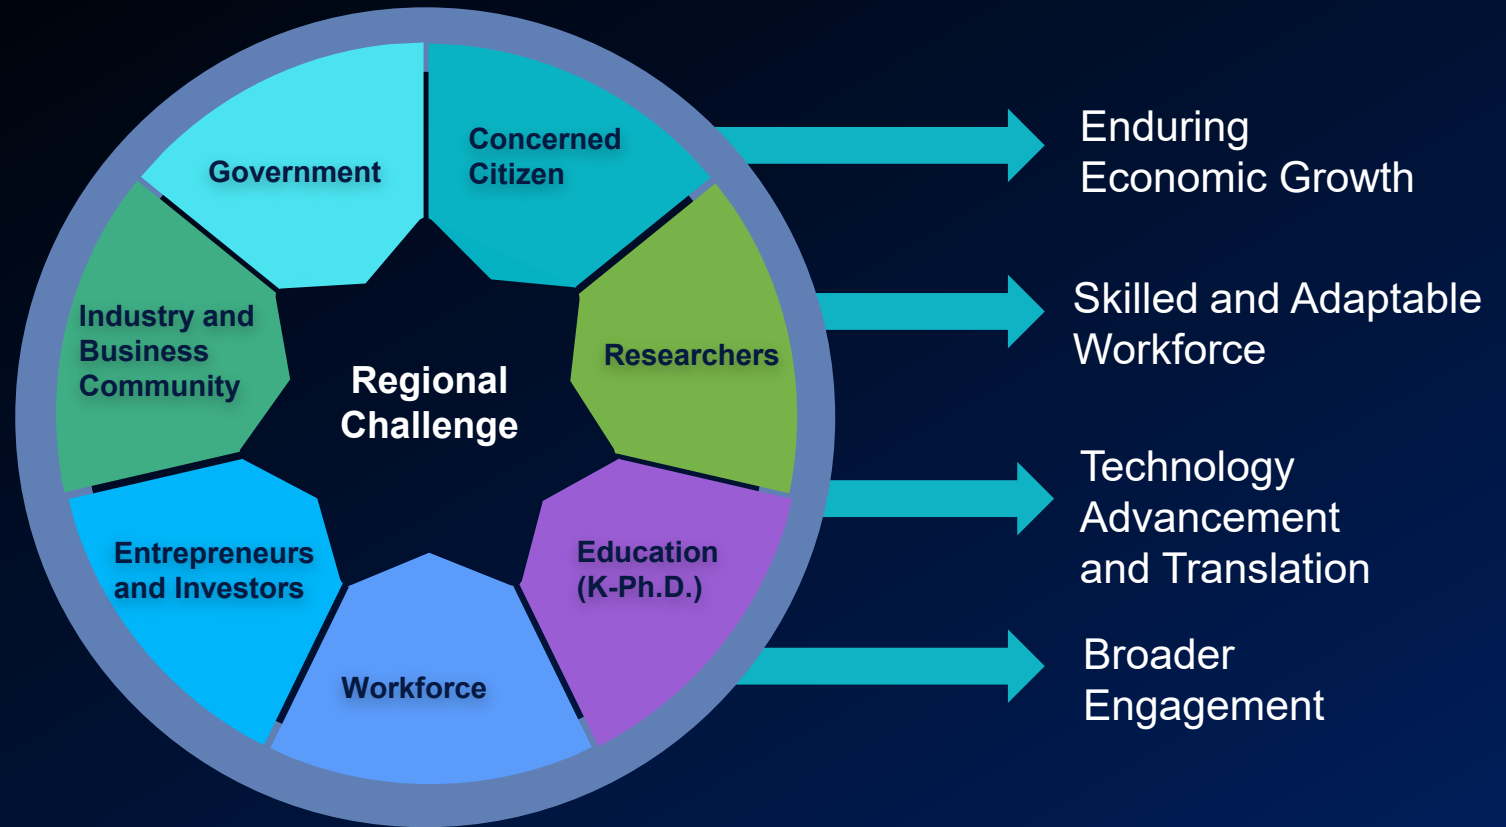 Government
Concerned
Citizen
Researchers
Education
(K-Ph.D.)
Workforce
Entrepreneurs
and Investors
Industry and
Business
Community
Regional
Challenge
Enduring
Economic Growth
Skilled and Adaptable
Workforce
Technology
Advancement
and Translation
Broader
Engagement